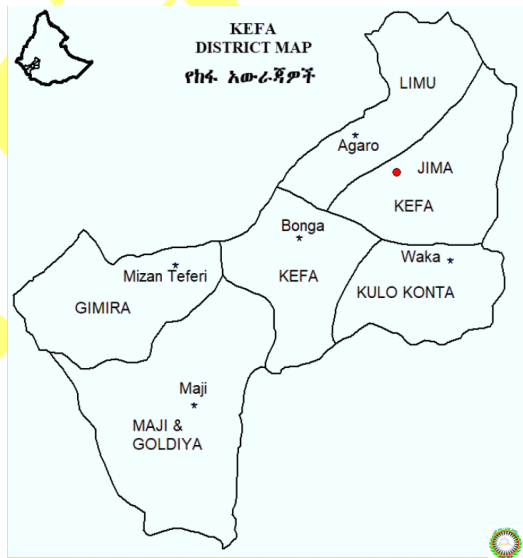 KEFA
DISTRICT MAP
የከፋ አውራጃዎች
LIMU
Agaro
JIMA
KEFA
Bonga
KEFA
Waka
KULO KONTA
Mizan Teferi
GIMIRA
Maji
MAJI &
GOLDIYA